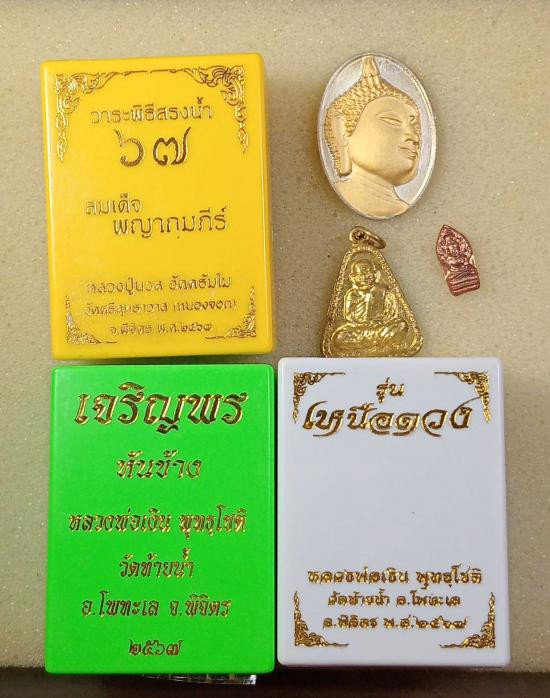 วาระพิธีสรงน้ำ
๖๗
สมเด็จ
พญาถมภีร์
หลวงปู่นวล อัคคธัมโม
วัดศรีสุทธาวาส (หนองจอก)
จ.พิจิตร พ.ศ.๒๕๖๗
เจริญพร
หันข้าง
หลวงพ่อเงิน พุทธฺโชติ
วัดท้ายน้ำ
อ.โพทะเล จ.พิจิตร
๒๕๖๗
รุ่น
เหนือดวง
หลวงพ่อเงิน พุทธฺโชติ
วัดท้ายน้ำ อ.โพทะเล
จ.พิจิตร พ.ศ.๒๕๖๗